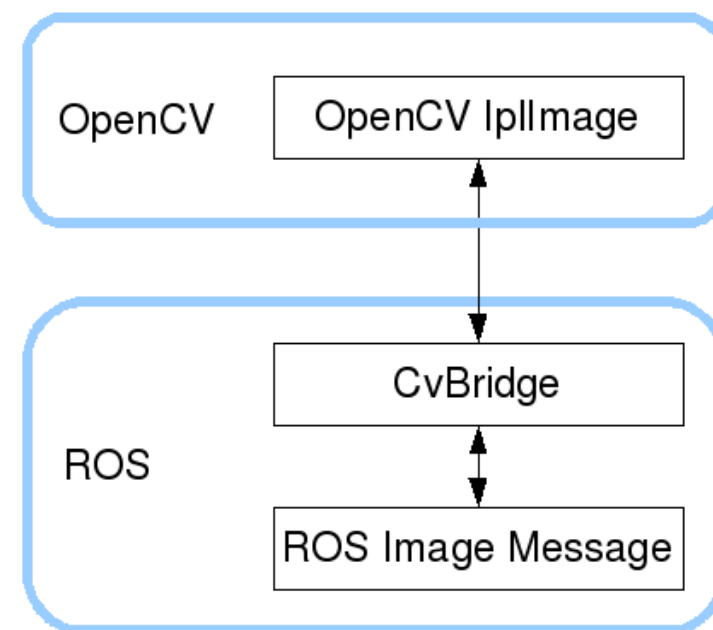 OpenCV
OpenCV IplImage
CvBridge
ROS
ROS Image Message